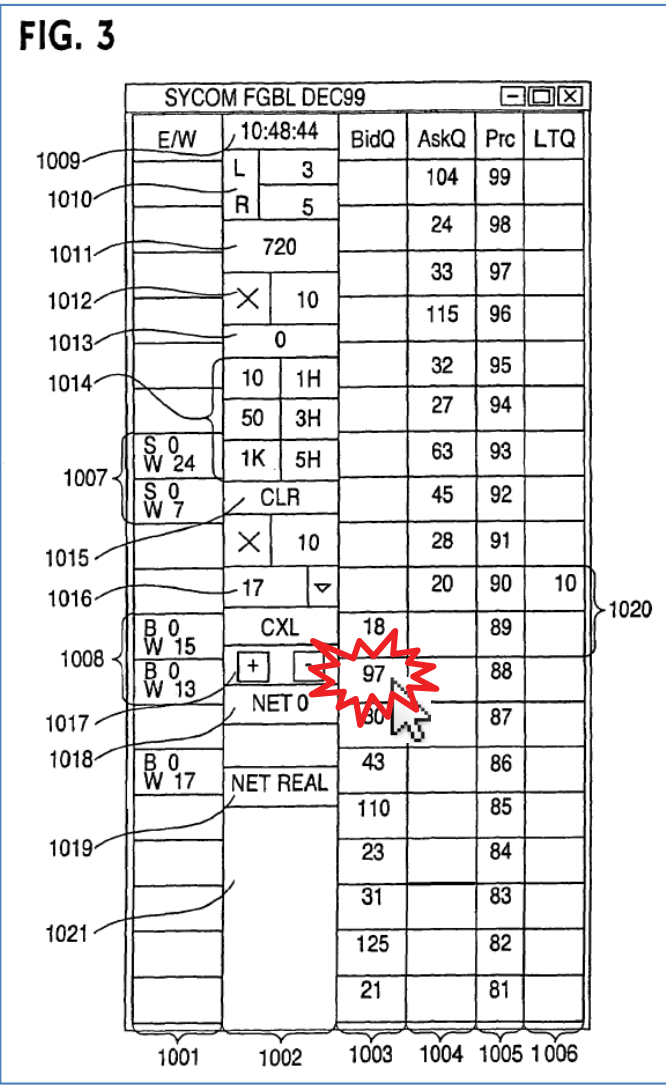 FIG. 3
SYCOM FGBL DEC99
E/W 10:48:44 BidQ AskQ Prc LTQ
1009
L 3 104 99
1010
R 5 24 98
1011 720 33 97
1012 X 10 115 96
1013 0
1014 32 95
10 1H
50 3H 27 94
1007 S 0 W 24 1K 5H 63 93
S 0 W 7 CLR 45 92
1015 X 10 28 91
1016 17 20 90 10
1020
1008 B 0 W 15 CXL 18 89
B 0 W 13 + - 97 88
1017 NET 0 87
1018 B 0 W 17 43 86
NET REAL
1019 110 85
23 84
1021 31 83
125 82
21 81
1001 1002 1003 1004 1005 1006